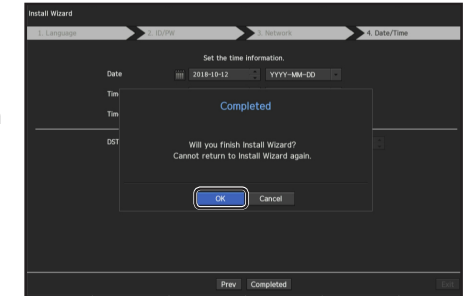 Install Wizard
1. Language 2. ID/PW 3. Network 4. Date/Time
Set the time information.
Date 2018-10-12 YYYY-MM-DD
Tim
Completed
Tim
DST
Will you finish Install Wizard?
Cannot return to Install Wizard again.
OK Cancel
Prev Completed Exit